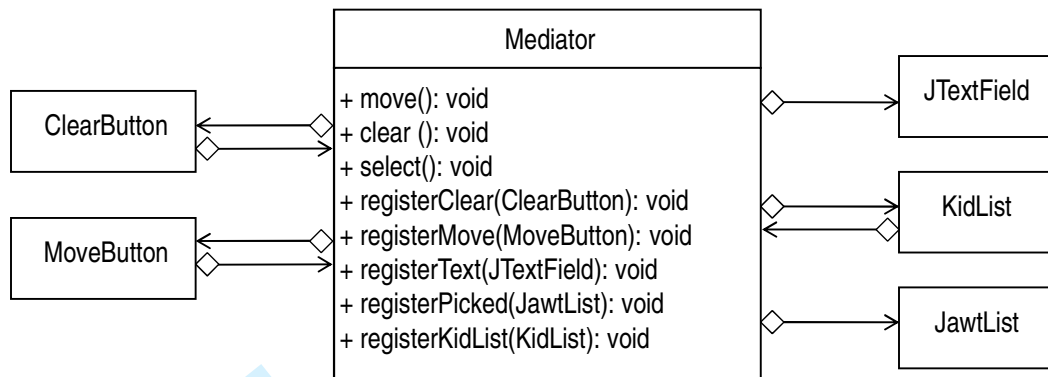 Mediator
+ move(): void
+ clear (): void
+ select(): void
+ registerClear(ClearButton): void
+ registerMove(MoveButton): void
+ registerText(JTextField): void
+ registerPicked(JawtList): void
+ registerKidList(KidList): void
ClearButton
MoveButton
JTextField
KidList
JawtList